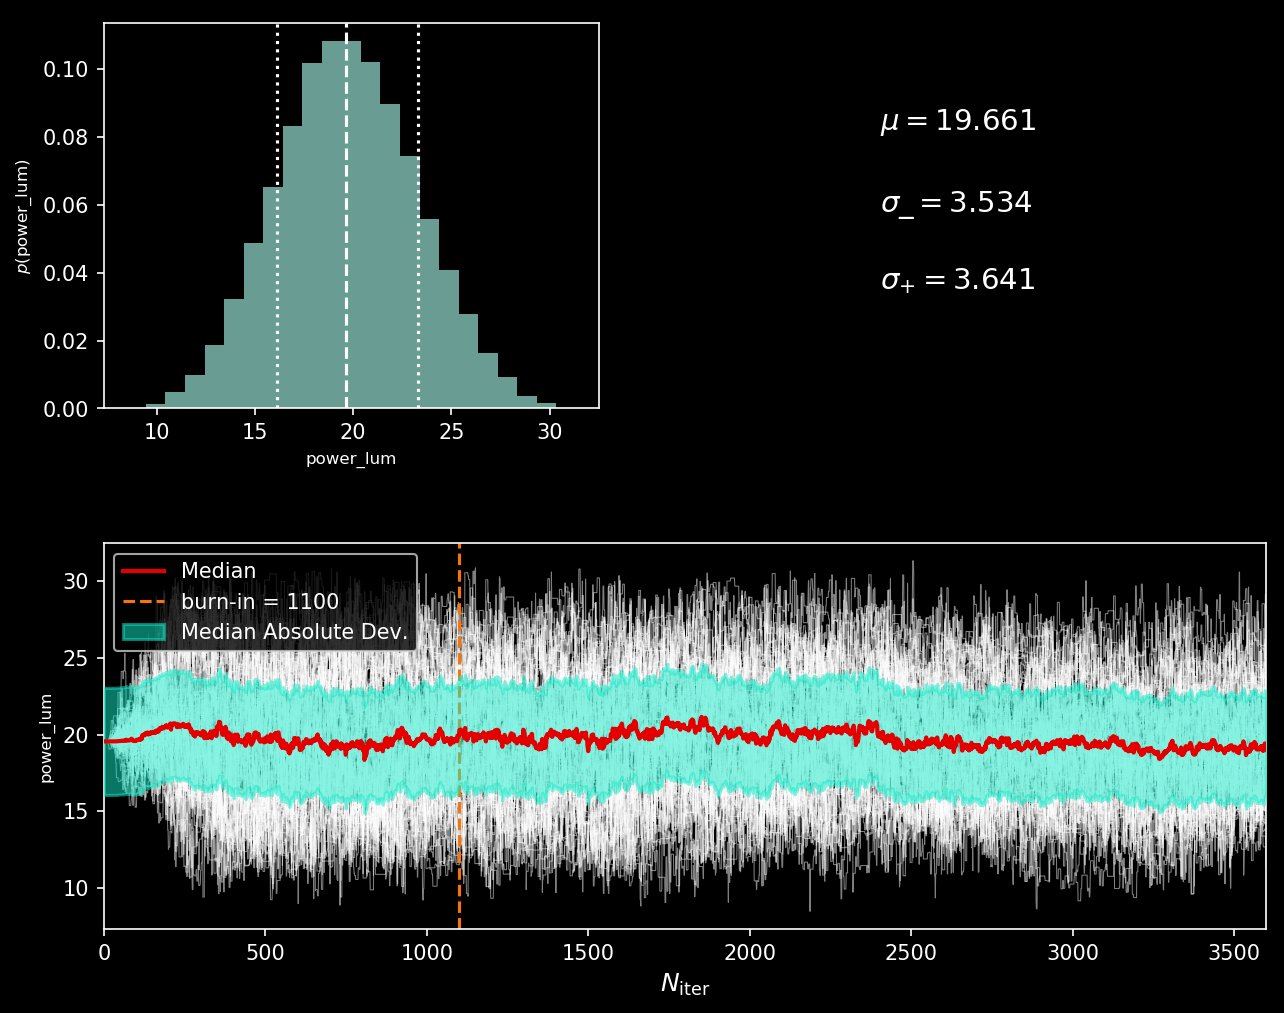 0.10
0.08
0.06
0.04
0.02
0.00
p(power_lum)
10 15 20 25 30
power_lum
μ = 19.661
σ_ = 3.534
σ+ = 3.641
Median
burn-in = 1100
Median Absolute Dev.
30
25
20
15
10
power_lum
0 500 1000 1500 2000 2500 3000 3500
Niter